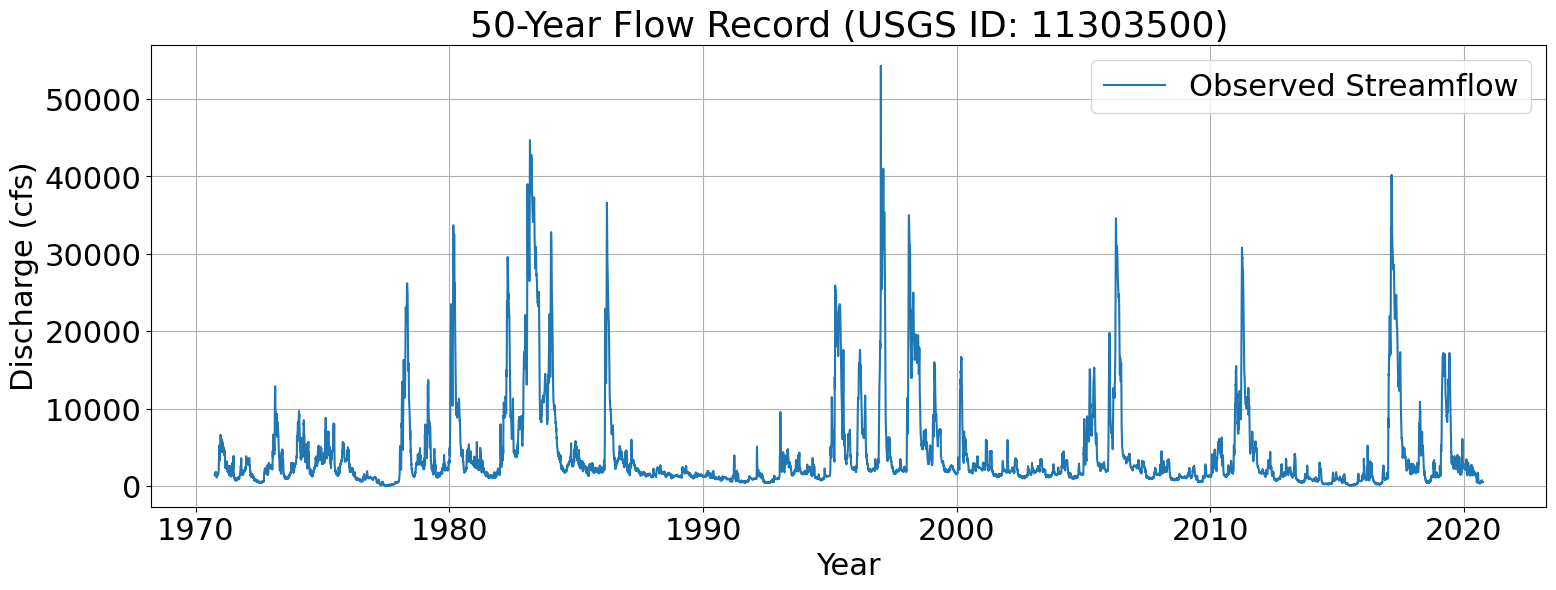 50-Year Flow Record (USGS ID: 11303500)
Observed Streamflow
50000
40000
30000
20000
10000
0
Discharge (cfs)
1970 1980 1990 2000 2010 2020
Year